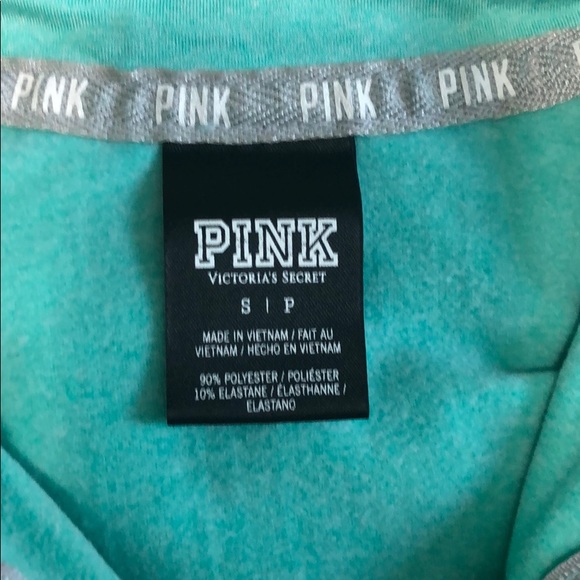 PINK PINK PINK PINK
PINK
VICTORIA'S SECRET
S | P
MADE IN VIETNAM / FAIT AU
VIETNAM / HECHO EN VIETNAM
90% POLYESTER / POLIÉSTER
10% ELASTANE / ÉLASTHANNE /
ELASTANO